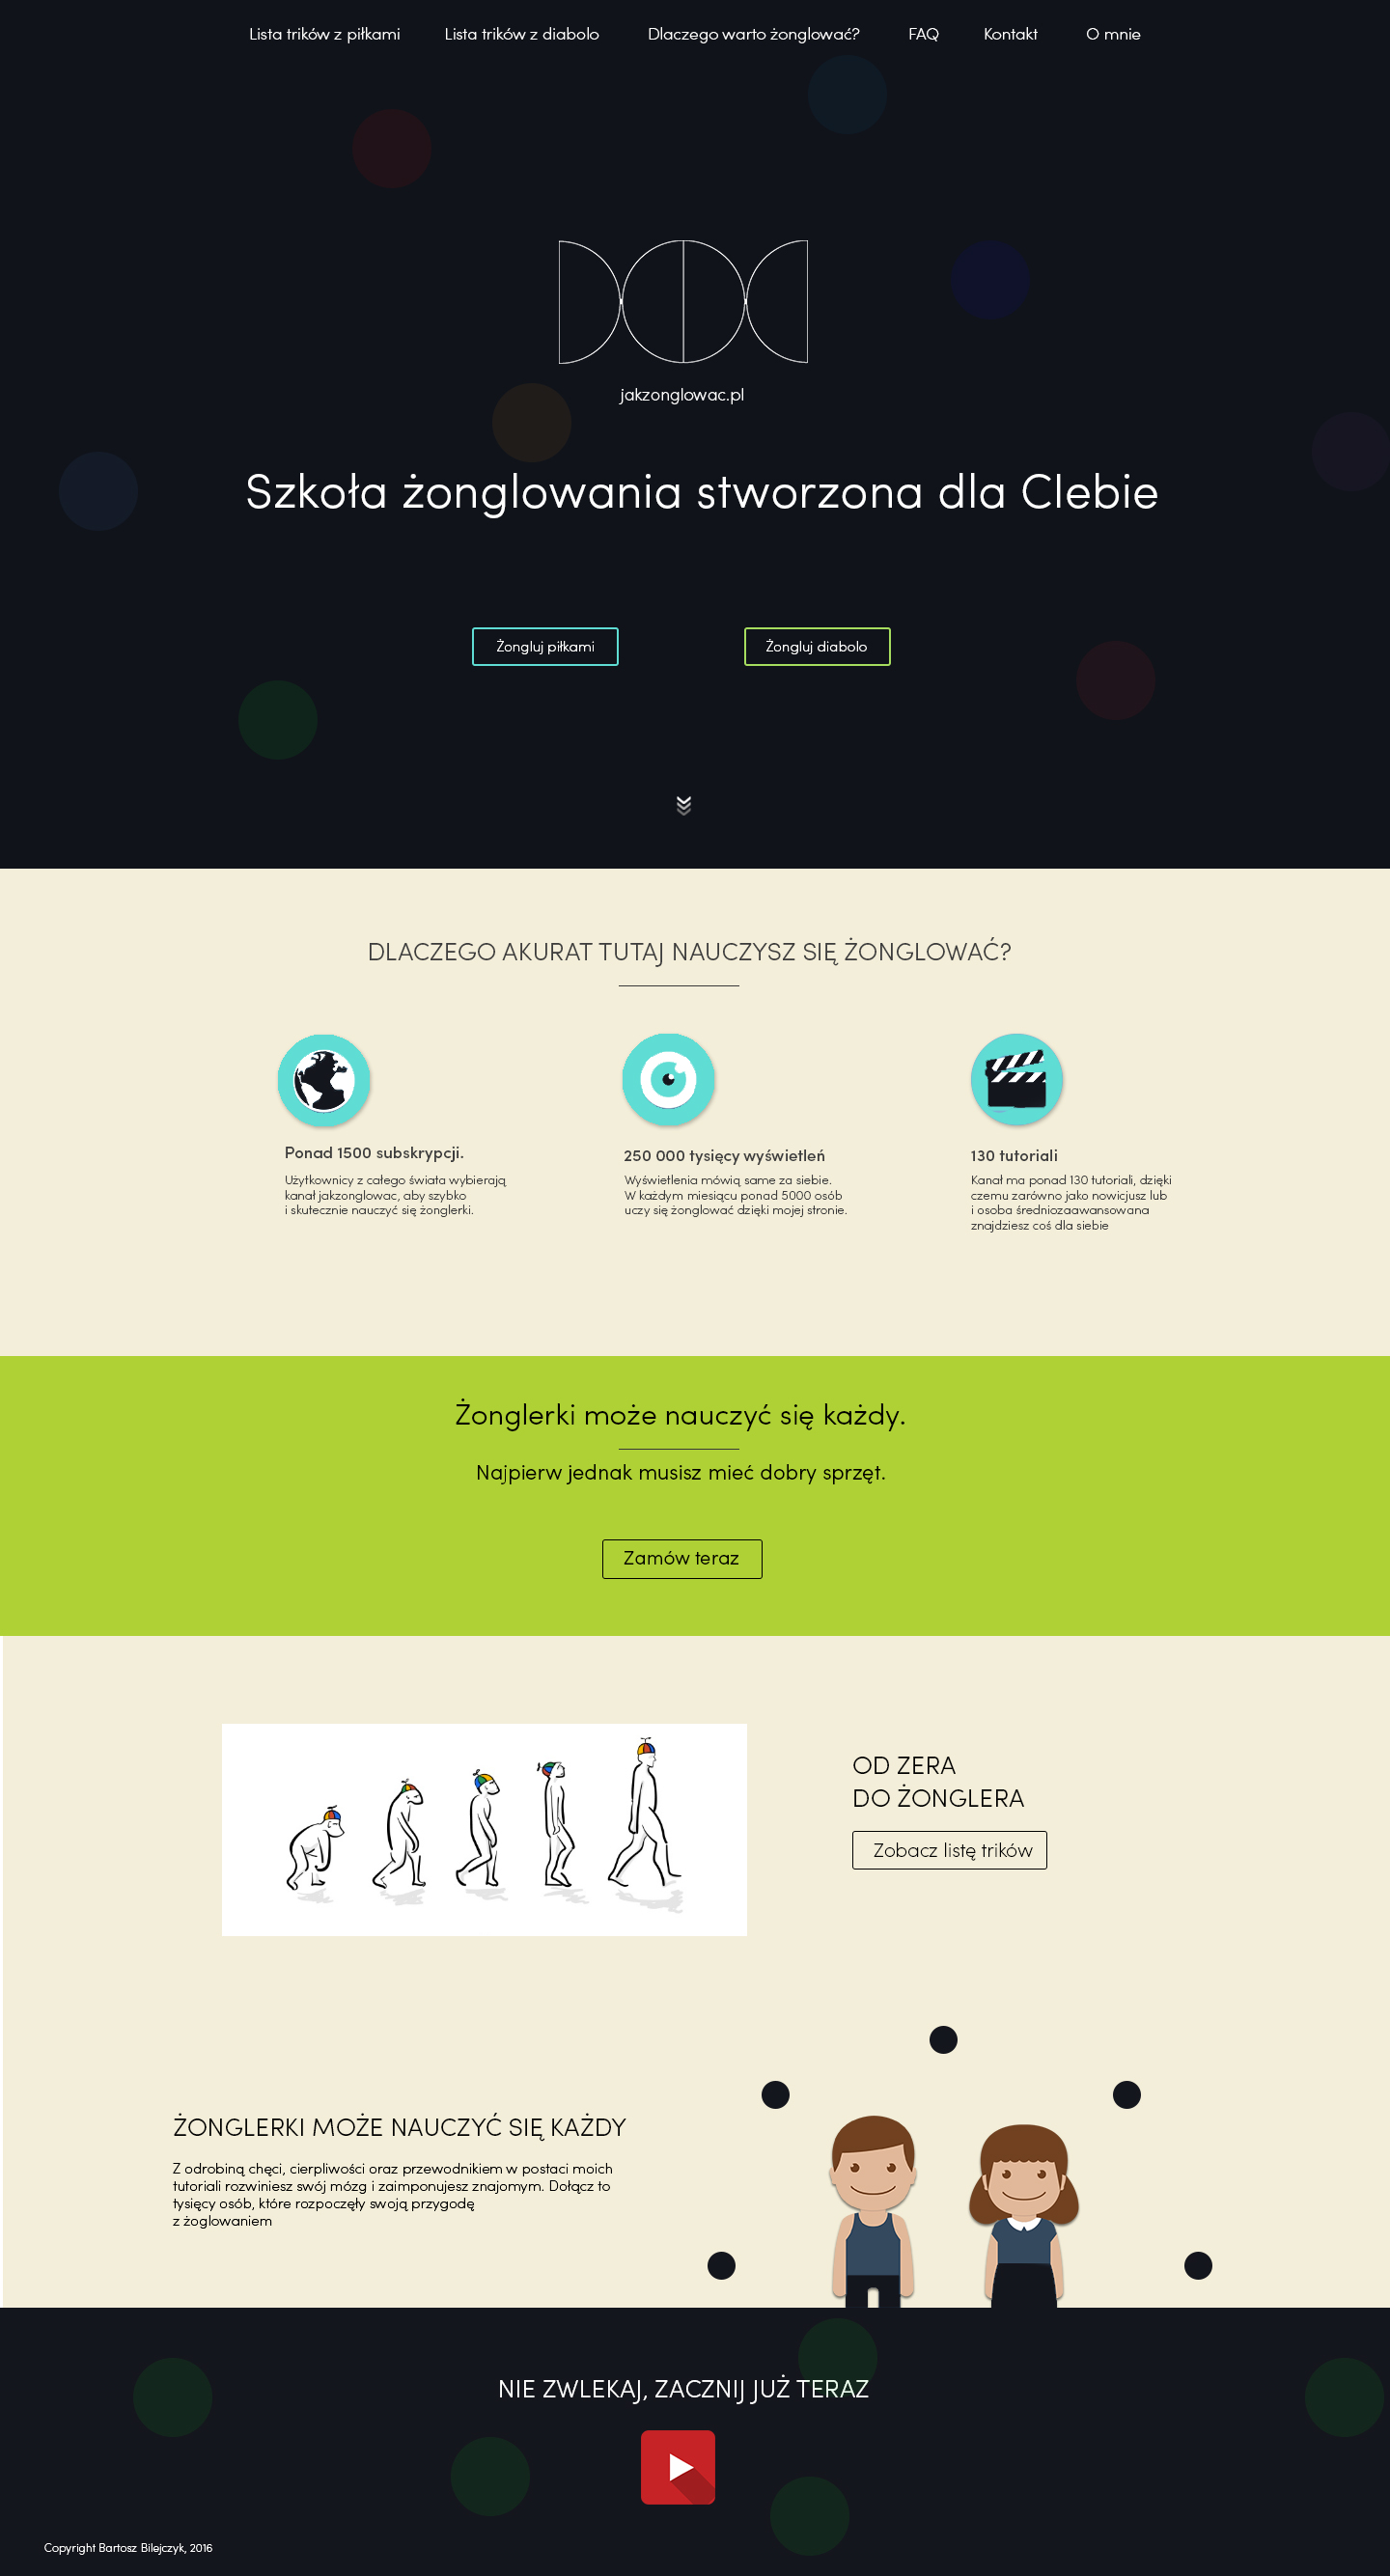 Lista trików z piłkami Lista trików z diabolo Dlaczego warto żonglować? FAQ Kontakt O mnie
jakzonglowac.pl
Szkoła żonglowania stworzona dla CIebie
Żongluj piłkami Żongluj diabolo
DLACZEGO AKURAT TUTAJ NAUCZYSZ SIĘ ŻONGLOWAĆ?
Ponad 1500 subskrypcji.
Użytkownicy z całego świata wybierają
kanał jakzonglowac, aby szybko
i skutecznie nauczyć się żonglerki.
250 000 tysięcy wyświetleń
Wyświetlenia mówią same za siebie.
W każdym miesiącu ponad 5000 osób
uczy się żonglować dzięki mojej stronie.
130 tutoriali
Kanał ma ponad 130 tutoriali, dzięki
czemu zarówno jako nowicjusz lub
i osoba średniozaawansowana
znajdziesz coś dla siebie
Żonglerki może nauczyć się każdy.
Najpierw jednak musisz mieć dobry sprzęt.
Zamów teraz
OD ZERA
DO ŻONGLERA
Zobacz listę trików
ŻONGLERKI MOŻE NAUCZYĆ SIĘ KAŻDY
Z odrobiną chęci, cierpliwości oraz przewodnikiem w postaci moich
tutoriali rozwiniesz swój mózg i zaimponujesz znajomym. Dołącz to
tysięcy osób, które rozpoczęły swoją przygodę
z żoglowaniem
NIE ZWLEKAJ, ZACZNIJ JUŻ TERAZ
Copyright Bartosz Bilejczyk, 2016